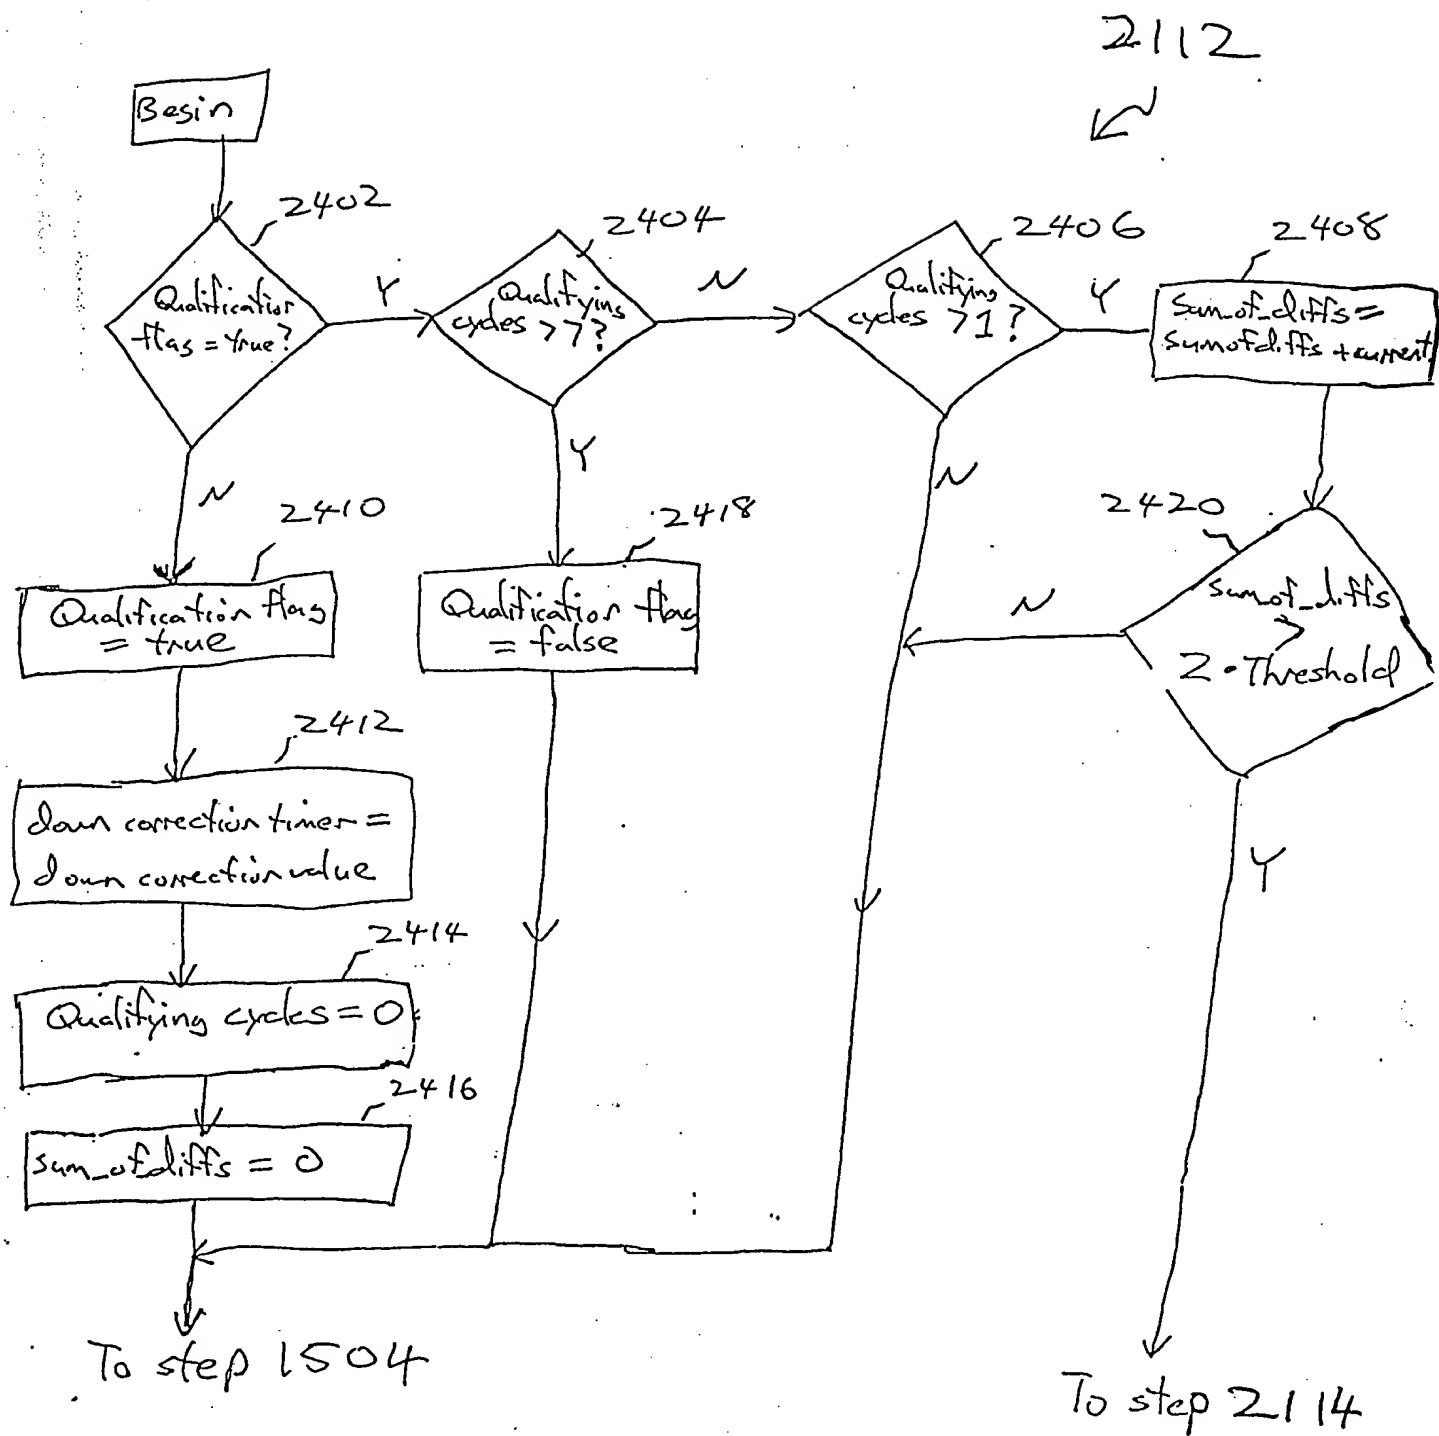 2112
Begin
2402
2404
2406
2408
Qualification
flag = true?
Y
Qualifying
cycles > 7?
N
Qualifying
cycles > 1?
Y
sum_of_diffs =
sumofdiffs + current
N
Y
N
2410
2418
2420
Qualification flag
= true
Qualification flag
= false
N
sumof_diffs
>
2 • Threshold
2412
down correction timer =
down correction value
Y
2414
Qualifying cycles = 0
2416
sum_ofdiffs = 0
To step 1504
To step 2114